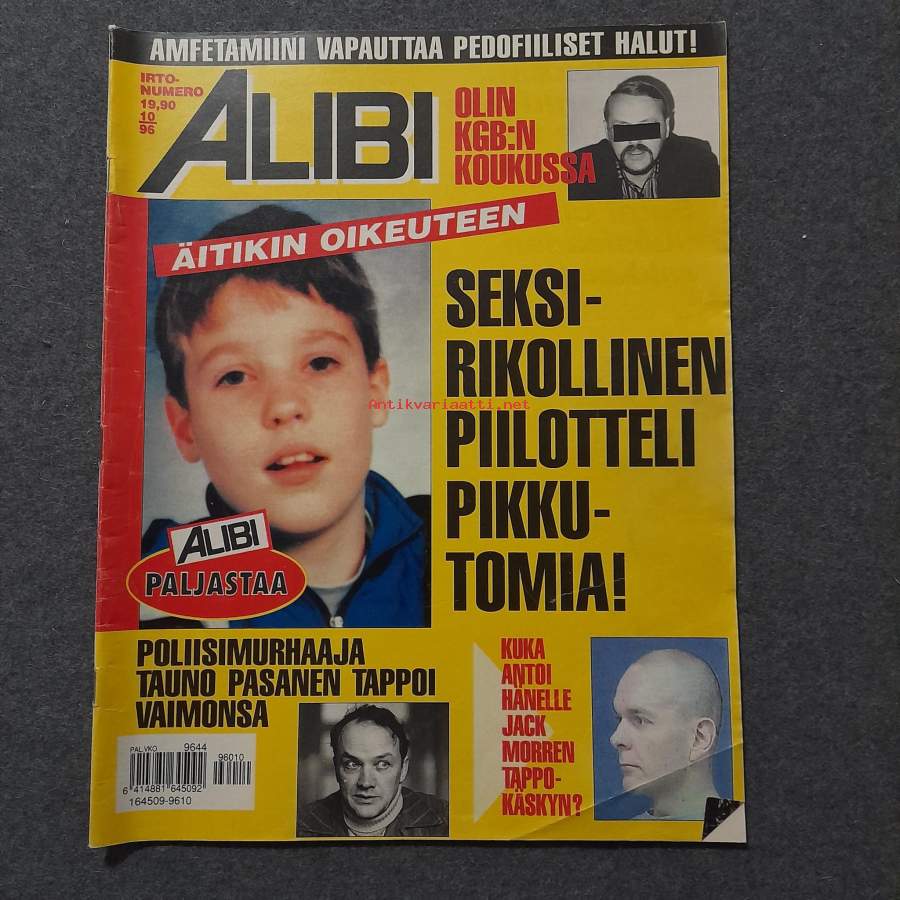 AMFETAMIINI VAPAUTTAA PEDOFIILISET HALUT!
IRTO-
NUMERO
19,90
10
96
ALIBI
OLIN
KGB:N
KOUKUSSA
ÄITIKIN OIKEUTEEN
SEKSI-
RIKOLLINEN
PIILOTTELI
PIKKU-
TOMIA!
Antikvariaatti.net
ALIBI
PALJASTAA
POLIISIMURHAAJA
TAUNO PASANEN TAPPOI
VAIMONSA
KUKA
ANTOI
HÄNELLE
JACK
MORREN
TAPPO-
KÄSKYN?
PAL.VKO 9644
96010
6 414881 645092
164509-9610